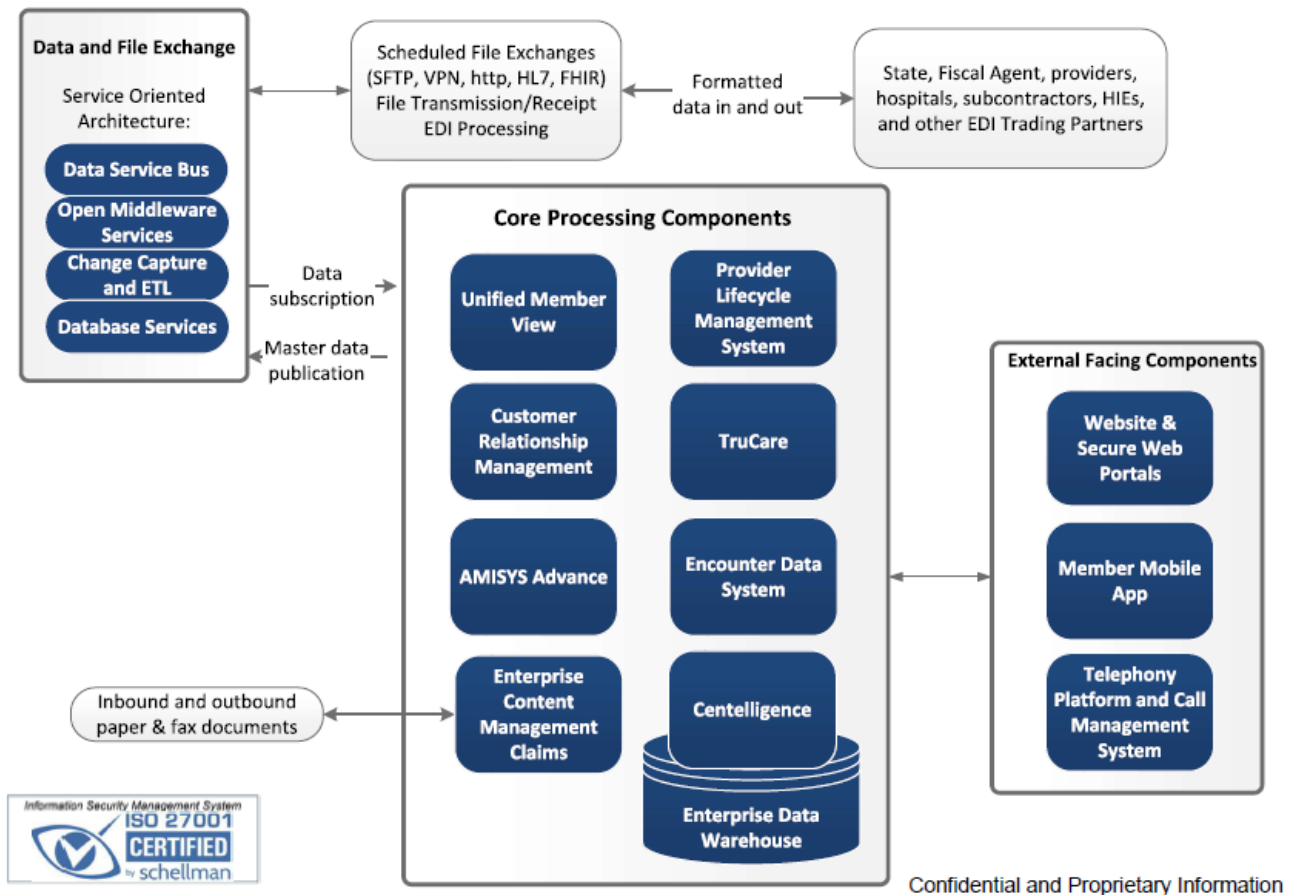 Data and File Exchange
Service Oriented
Architecture:
Data Service Bus
Open Middleware
Services
Change Capture
and ETL
Database Services
Scheduled File Exchanges
(SFTP, VPN, http, HL7, FHIR)
File Transmission/Receipt
EDI Processing
Formatted
data in and out
State, Fiscal Agent, providers,
hospitals, subcontractors, HIEs,
and other EDI Trading Partners
Data
subscription
Master data
publication
Core Processing Components
Unified Member
View
Provider
Lifecycle
Management
System
Customer
Relationship
Management
TruCare
AMISYS Advance
Encounter Data
System
Enterprise
Content
Management
Claims
Centelligence
Enterprise Data
Warehouse
External Facing Components
Website &
Secure Web
Portals
Member Mobile
App
Telephony
Platform and Call
Management
System
Inbound and outbound
paper & fax documents
Information Security Management System
ISO 27001
CERTIFIED
by schellman
Confidential and Proprietary Information